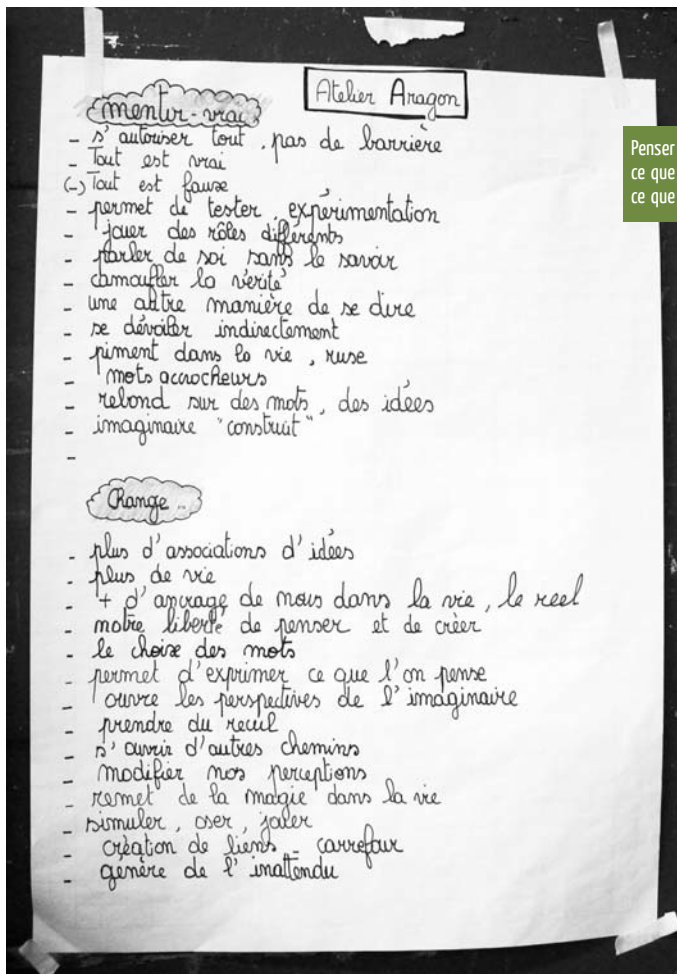 Atelier Aragon
mentir-vrai
- s'autoriser tout, pas de barrière
- Tout est vrai
(-) Tout est fause
- permet de tester, expérimentation
- jouer des rôles différents
- parler de soi sans le savoir
- camoufler la vérité
- une autre manière de se dire
- se dévoiler indirectement
- piment dans la vie, ruse
- mots accrocheurs
- rebond sur des mots, des idées
- imaginaire "construit"
-
Change...
- plus d'associations d'idées
- plus de vie
- + d'ancrage de nous dans la vie, le reel
- notre liberté de penser et de créer
- le choix des mots
- permet d'exprimer ce que l'on pense
- ouvre les perspectives de l'imaginaire
- prendre du recul
- s'ouvrir d'autres chemins
- modifier nos perceptions
- remet de la magie dans la vie
- simuler, oser, jouer
- création de liens - carrefour
- génère de l'inattendu
Penser
ce que
ce que